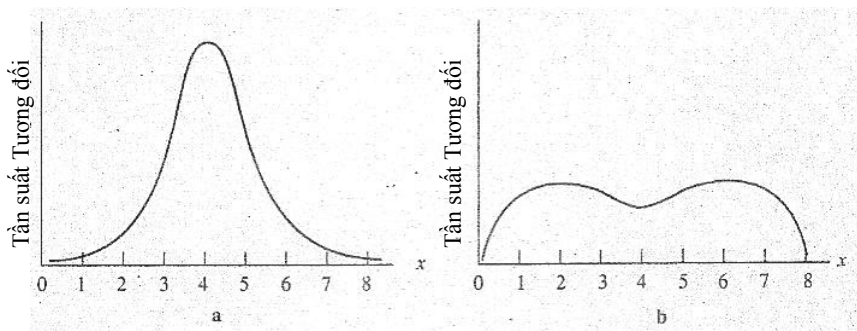 Tần suất Tương đối
0 1 2 3 4 5 6 7 8 x
a
Tần suất Tương đối
0 1 2 3 4 5 6 7 8 x
b